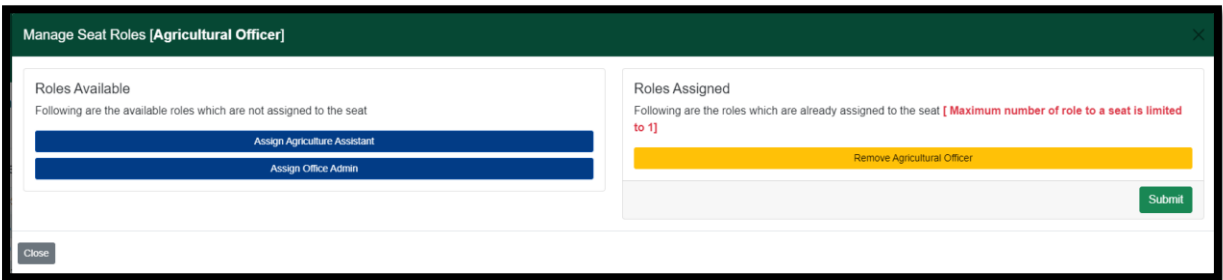 Manage Seat Roles [Agricultural Officer]
Roles Available
Following are the available roles which are not assigned to the seat
Assign Agriculture Assistant
Assign Office Admin
Roles Assigned
Following are the roles which are already assigned to the seat [ Maximum number of role to a seat is limited
to 1]
Remove Agricultural Officer
Submit
Close